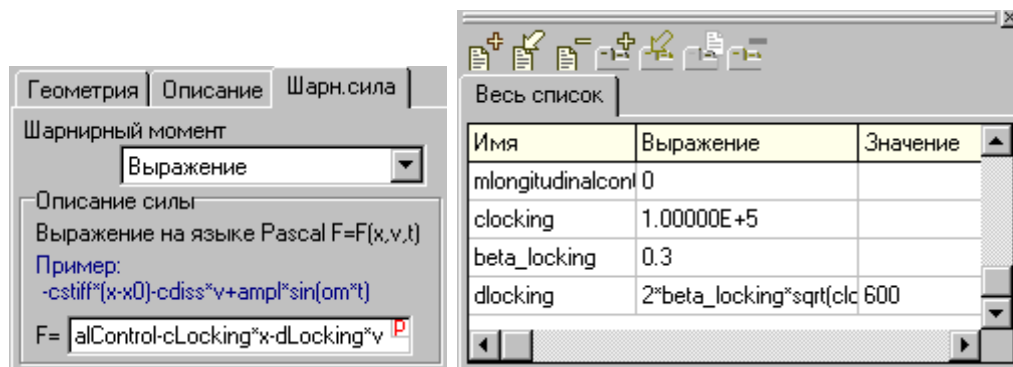 Геометрия Описание Шарн.сила
Шарнирный момент
Выражение
Описание силы
Выражение на языке Pascal F=F(x,v,t)
Пример:
-cstiff*(x-x0)-cdiss*v+ampl*sin(om*t)
F= alControl-cLocking*x-dLocking*v P
Весь список
Имя Выражение Значение
mlongitudinalcont 0
clocking 1.00000E+5
beta_locking 0.3
dlocking 2*beta_locking*sqrt(clc 600